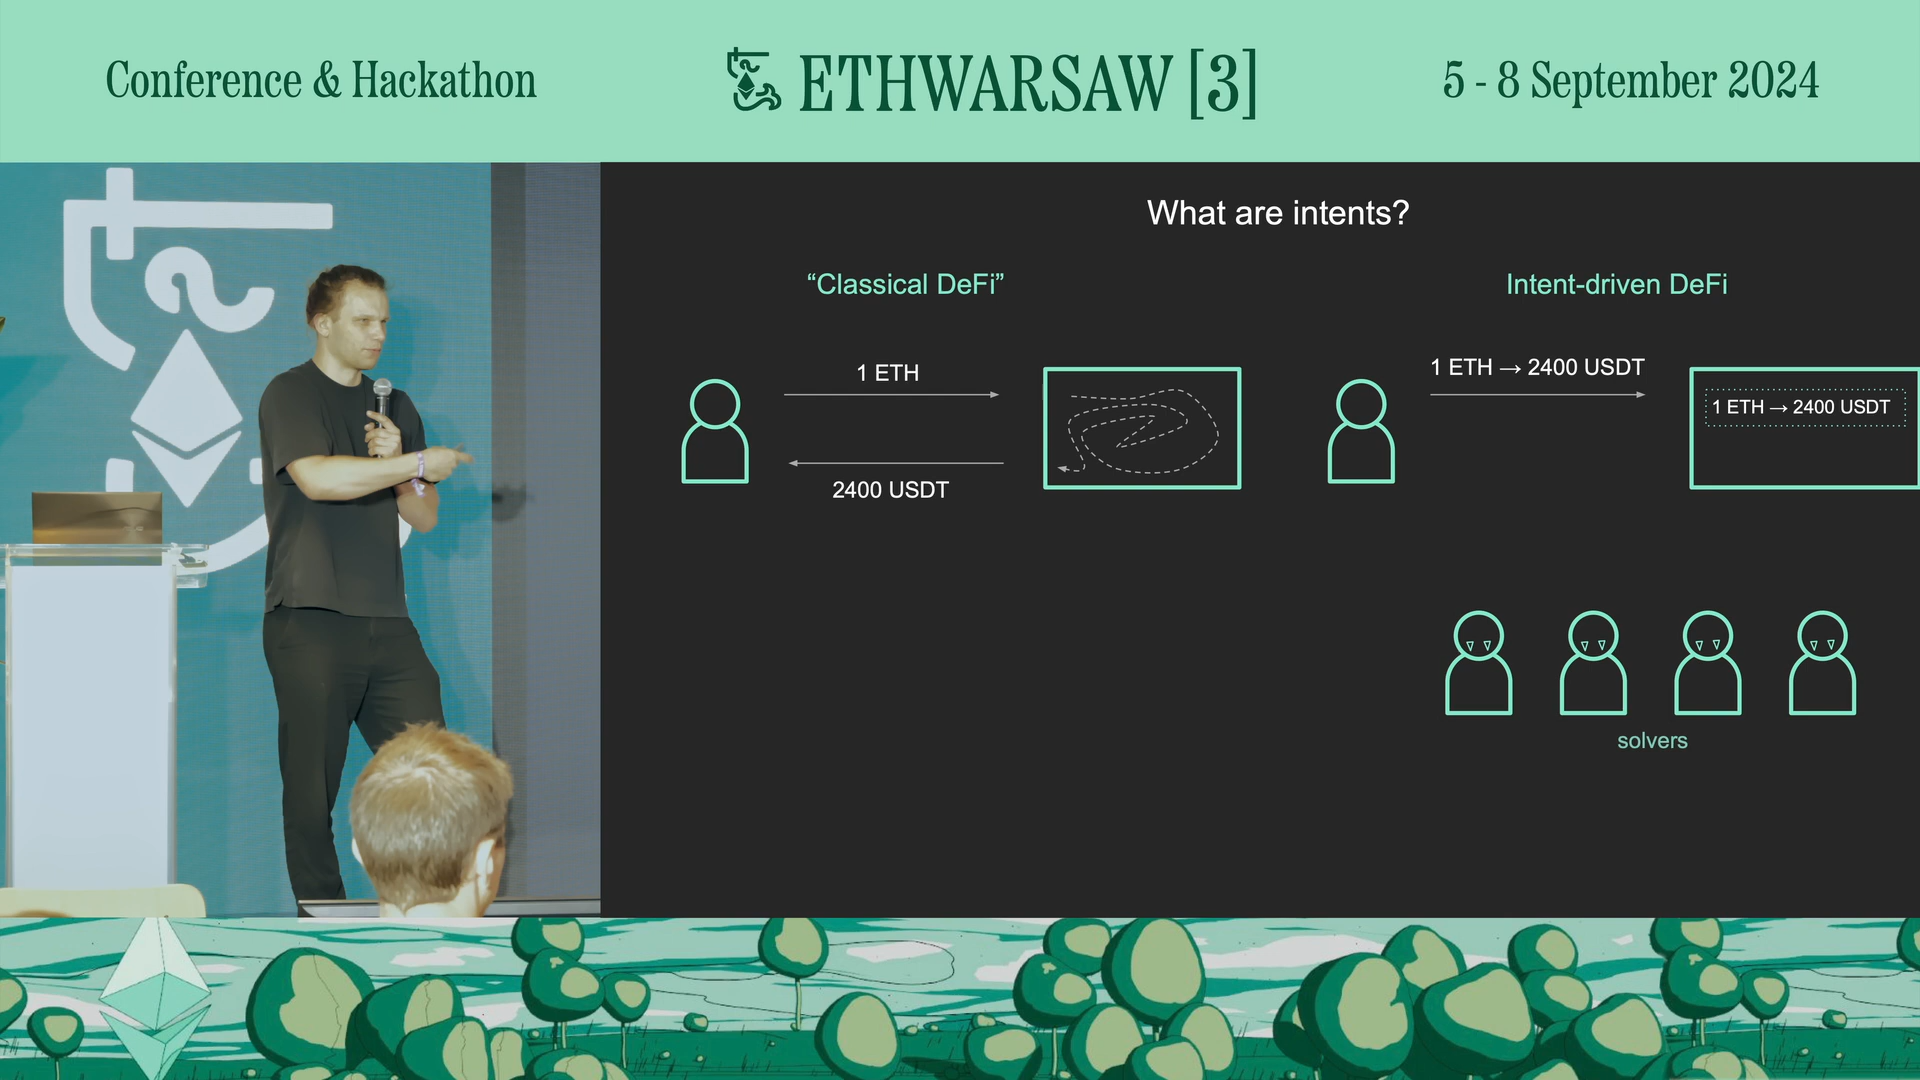 Conference & Hackathon
ETHWARSAW [3]
5 - 8 September 2024
What are intents?
“Classical DeFi”
Intent-driven DeFi
1 ETH
2400 USDT
1 ETH → 2400 USDT
1 ETH → 2400 USDT
solvers